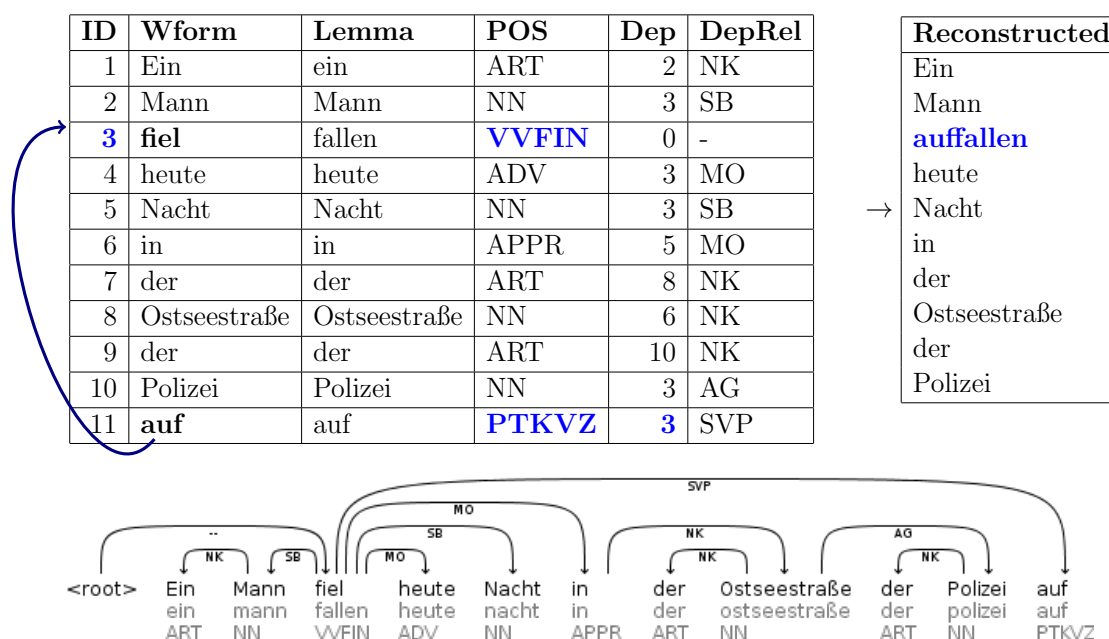 ID Wform Lemma POS Dep DepRel
1 Ein ein ART 2 NK
2 Mann Mann NN 3 SB
3 fiel fallen VVFIN 0 -
4 heute heute ADV 3 MO
5 Nacht Nacht NN 3 SB
6 in in APPR 5 MO
7 der der ART 8 NK
8 Ostseestraße Ostseestraße NN 6 NK
9 der der ART 10 NK
10 Polizei Polizei NN 3 AG
11 auf auf PTKVZ 3 SVP
→
Reconstructed
Ein
Mann
auffallen
heute
Nacht
in
der
Ostseestraße
der
Polizei
SVP
MO
-- SB NK AG
NK SB MO NK NK
<root> Ein Mann fiel heute Nacht in der Ostseestraße der Polizei auf
ein mann fallen heute nacht in der ostseestraße der polizei auf
ART NN VVFIN ADV NN APPR ART NN ART NN PTKVZ